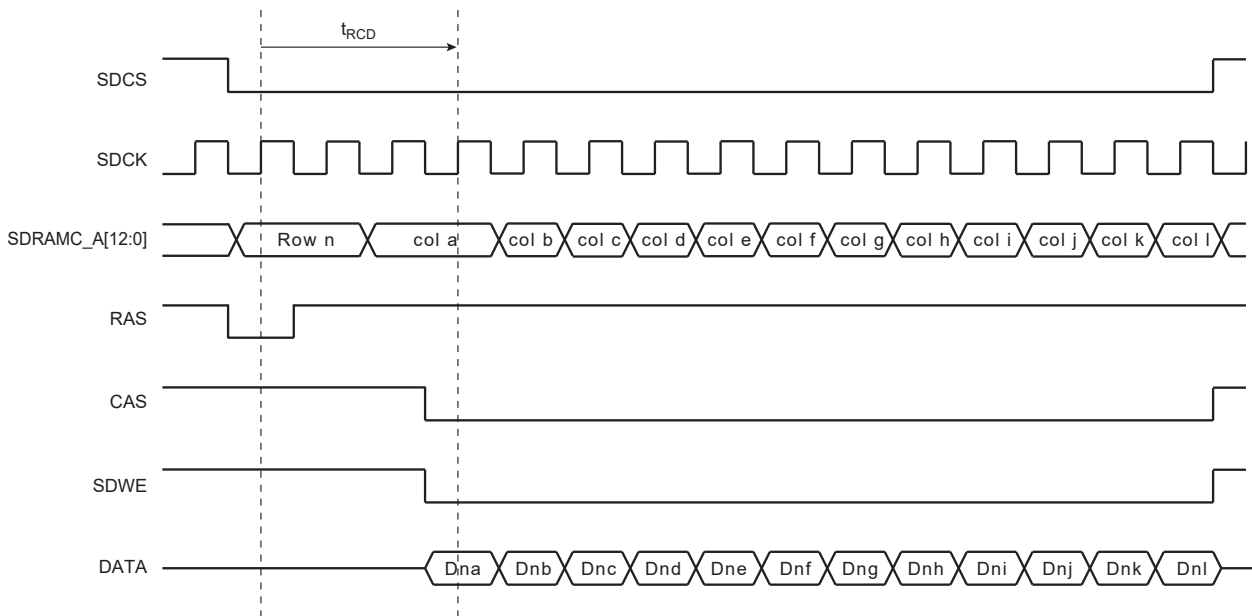 tRCD
SDCS
SDCK
SDRAMC_A[12:0] Row n col a col b col c col d col e col f col g col h col i col j col k col l
RAS
CAS
SDWE
DATA Dna Dnb Dnc Dnd Dne Dnf Dng Dnh Dni Dnj Dnk Dnl